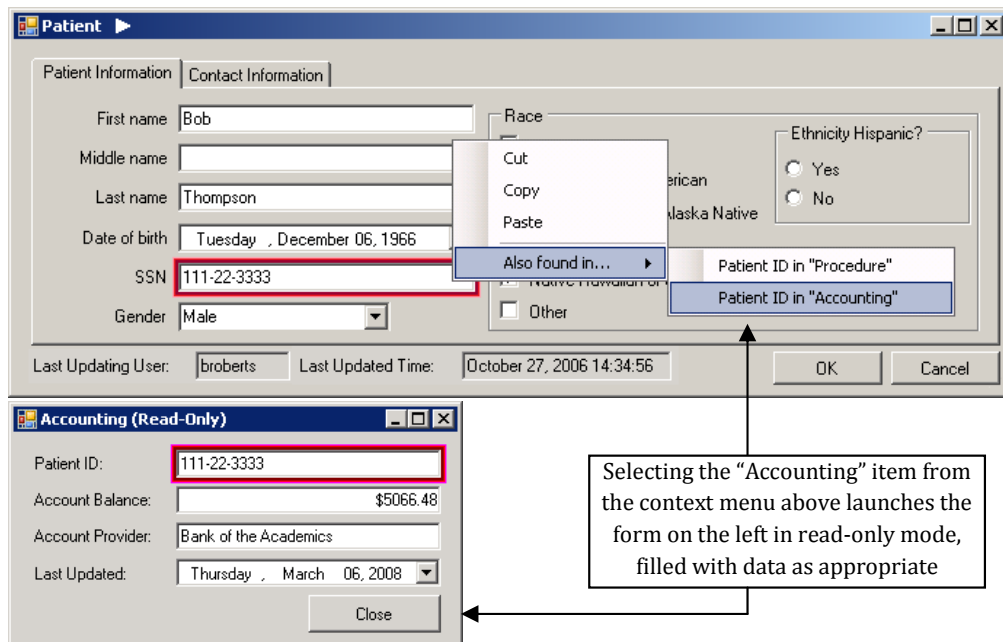 Patient
Patient Information Contact Information
First name Bob
Middle name
Last name Thompson
Date of birth Tuesday , December 06, 1966
SSN 111-22-3333
Gender Male
Race
Ethnicity Hispanic?
Yes
No
Cut
Copy
Paste
Also found in...
Patient ID in "Procedure"
Patient ID in "Accounting"
Alaska Native
Native Hawaiian or
Other
Last Updating User: broberts Last Updated Time: October 27, 2006 14:34:56 OK Cancel
Accounting (Read-Only)
Patient ID: 111-22-3333
Account Balance: $5066.48
Account Provider: Bank of the Academics
Last Updated: Thursday , March 06, 2008
Close
Selecting the “Accounting” item from
the context menu above launches the
form on the left in read-only mode,
filled with data as appropriate